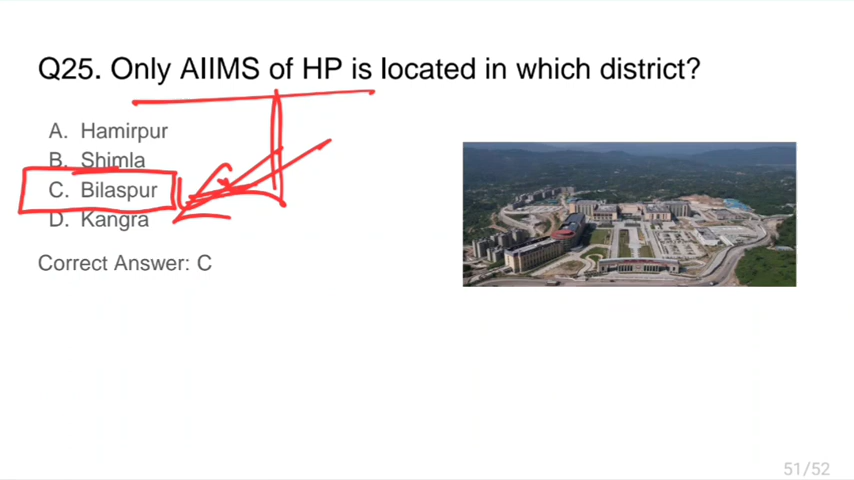 Q25. Only AIIMS of HP is located in which district?
A. Hamirpur
B. Shimla
C. Bilaspur
D. Kangra
Correct Answer: C
51/52